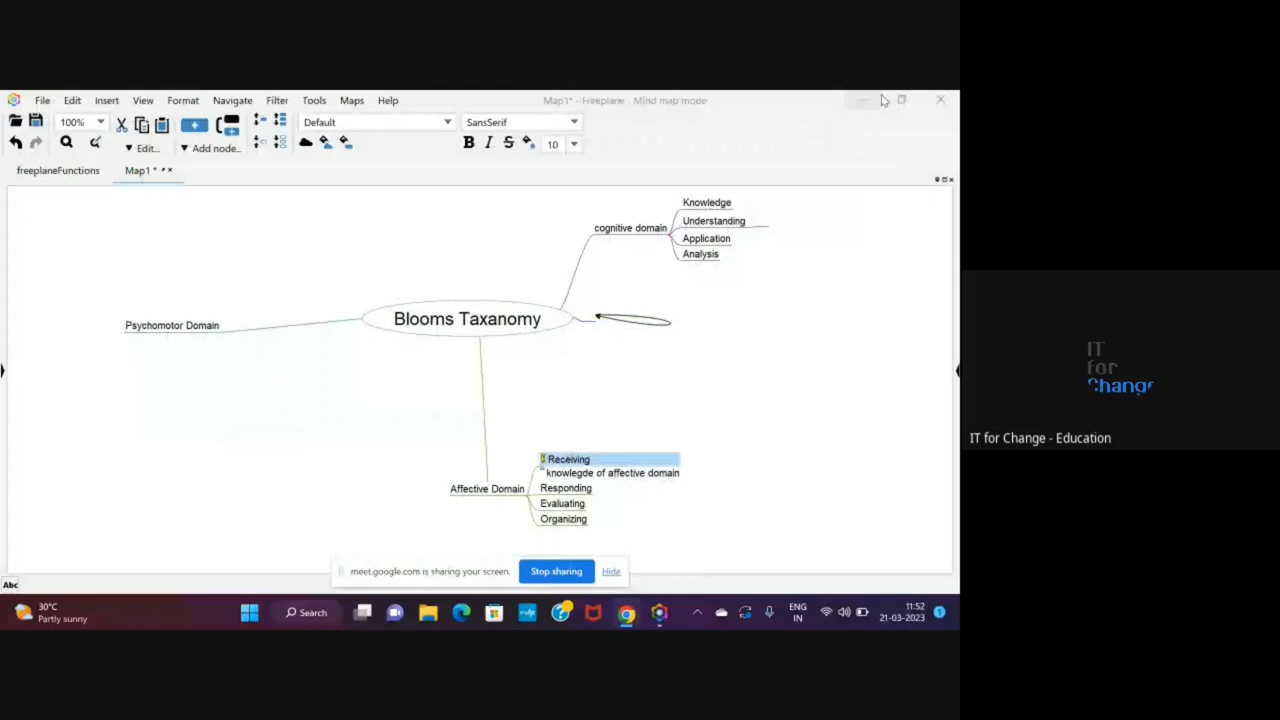 File Edit Insert View Format Navigate Filter Tools Maps Help
Map1* - Freeplane - Mind map mode
100%
Default
SansSerif
Edit...
Add node...
B I S
10
freeplaneFunctions
Map1 *
Knowledge
cognitive domain
Understanding
Application
Analysis
Blooms Taxanomy
Psychomotor Domain
Receiving
knowlegde of affective domain
Affective Domain
Responding
Evaluating
Organizing
meet.google.com is sharing your screen.
Stop sharing
Hide
Abc
30°C
Partly sunny
Search
ENG
IN
11:52
21-03-2023
1
IT
for
Change
IT for Change - Education